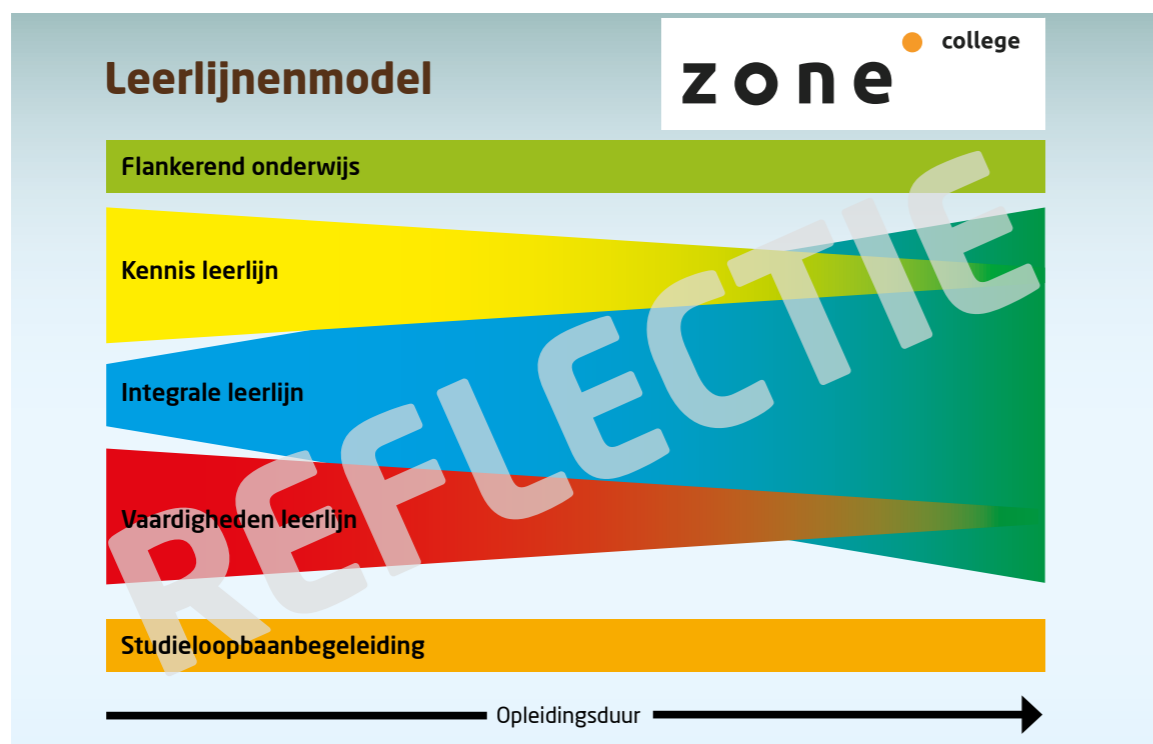 Leerlijnenmodel
college
zone
Flankerend onderwijs
Kennis leerlijn
Integrale leerlijn
Vaardigheden leerlijn
REFLECTIE
Studieloopbaanbegeleiding
Opleidingsduur